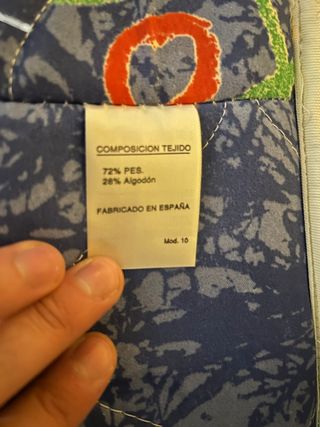 COMPOSICION TEJIDO
72% PES.
28% Algodón
FABRICADO EN ESPAÑA
Mod. 10